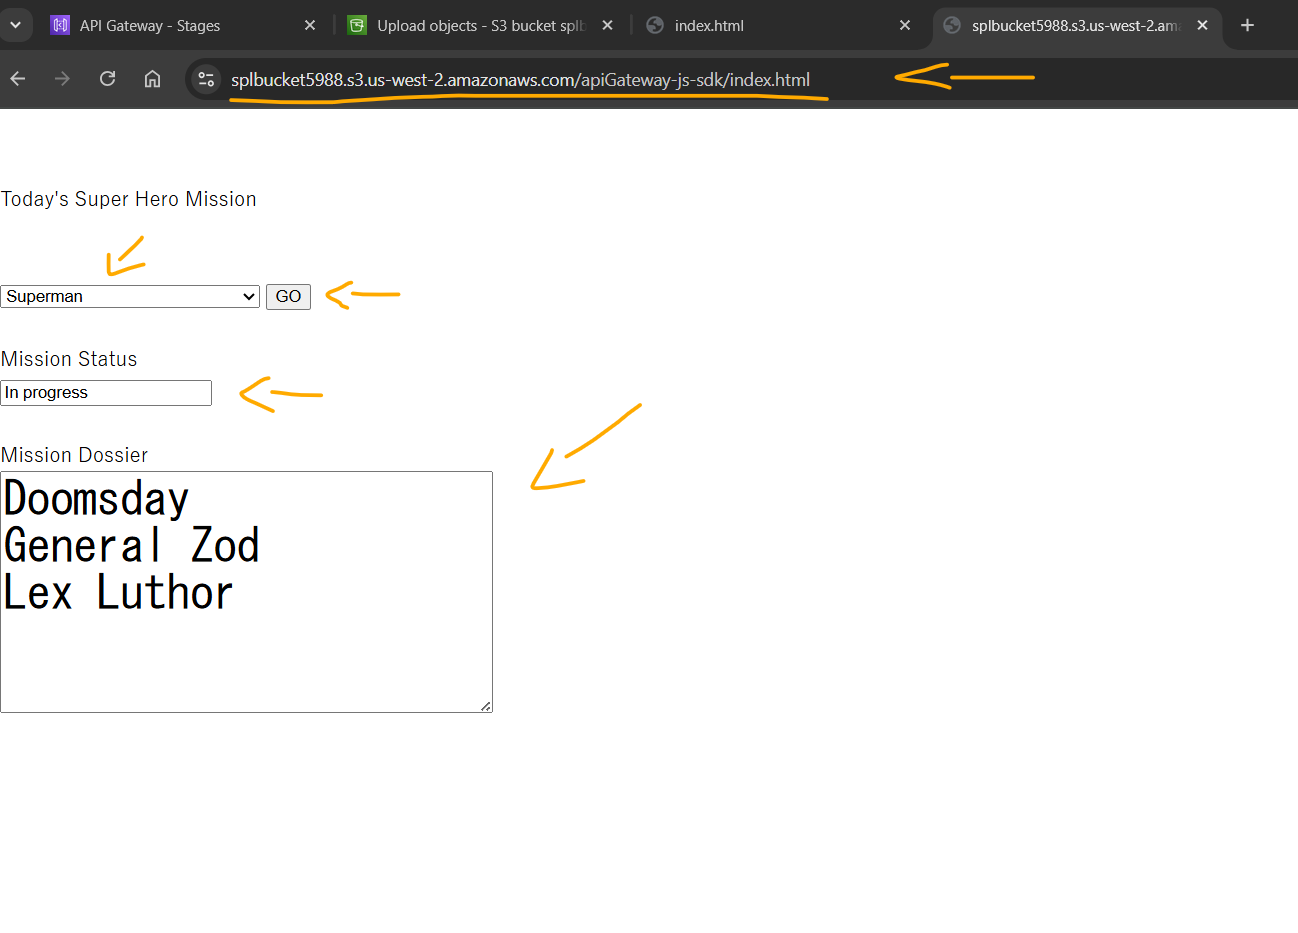 API Gateway - Stages
Upload objects - S3 bucket splb
index.html
splbucket5988.s3.us-west-2.am
splbucket5988.s3.us-west-2.amazonaws.com/apiGateway-js-sdk/index.html
Today's Super Hero Mission
Superman
GO
Mission Status
In progress
Mission Dossier
Doomsday
General Zod
Lex Luthor